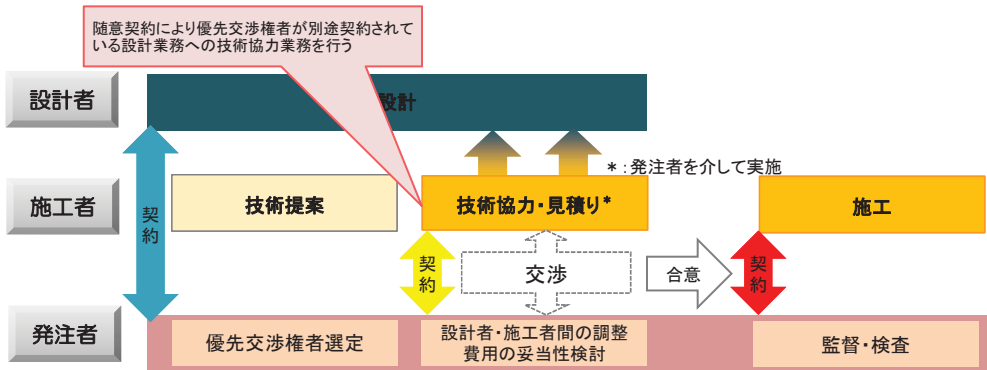 随意契約により優先交渉権者が別途契約されて
いる設計業務への技術協力業務を行う
設計者
設計
*:発注者を介して実施
施工者
技術提案
技術協力・見積り*
施工
契約
契約
交渉
合意
契約
発注者
優先交渉権者選定
設計者・施工者間の調整
費用の妥当性検討
監督・検査